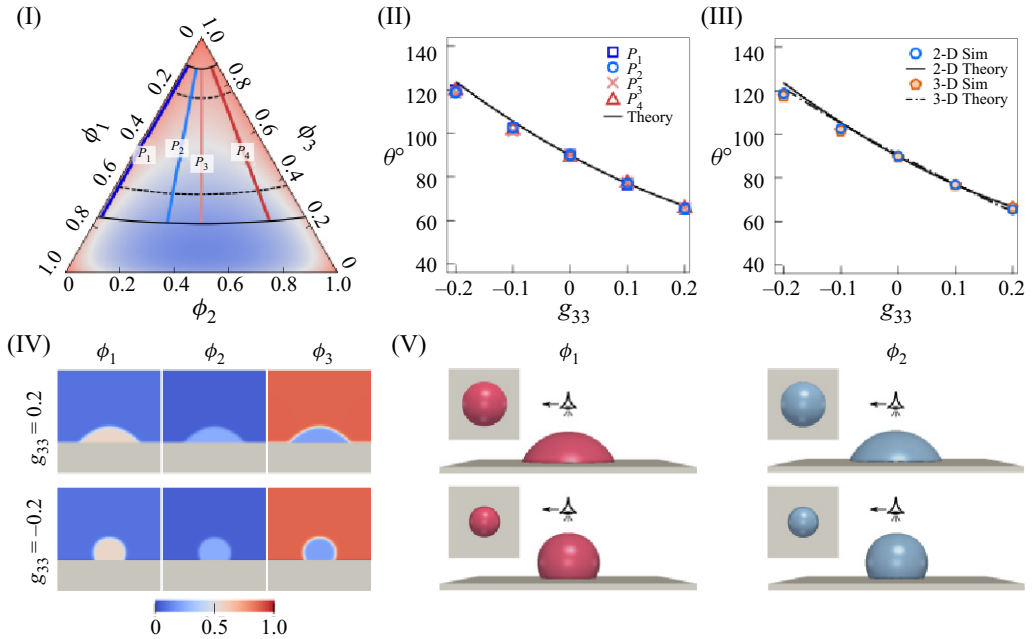 (I)
0 1.0
0.2 0.8
0.4 0.6
0.6 0.4
0.8 0.2
1.0 0
ϕ1
ϕ3
P1 P2 P3 P4
0 0.2 0.4 0.6 0.8 1.0
ϕ2
(II)
140
120
100
80
60
40
θ°
P1
P2
P3
P4
Theory
–0.2 –0.1 0 0.1 0.2
g33
(III)
140
120
100
80
60
40
θ°
2-D Sim
2-D Theory
3-D Sim
3-D Theory
–0.2 –0.1 0 0.1 0.2
g33
(IV)
ϕ1 ϕ2 ϕ3
g33 = 0.2
g33 = –0.2
0 0.5 1.0
(V)
ϕ1 ϕ2